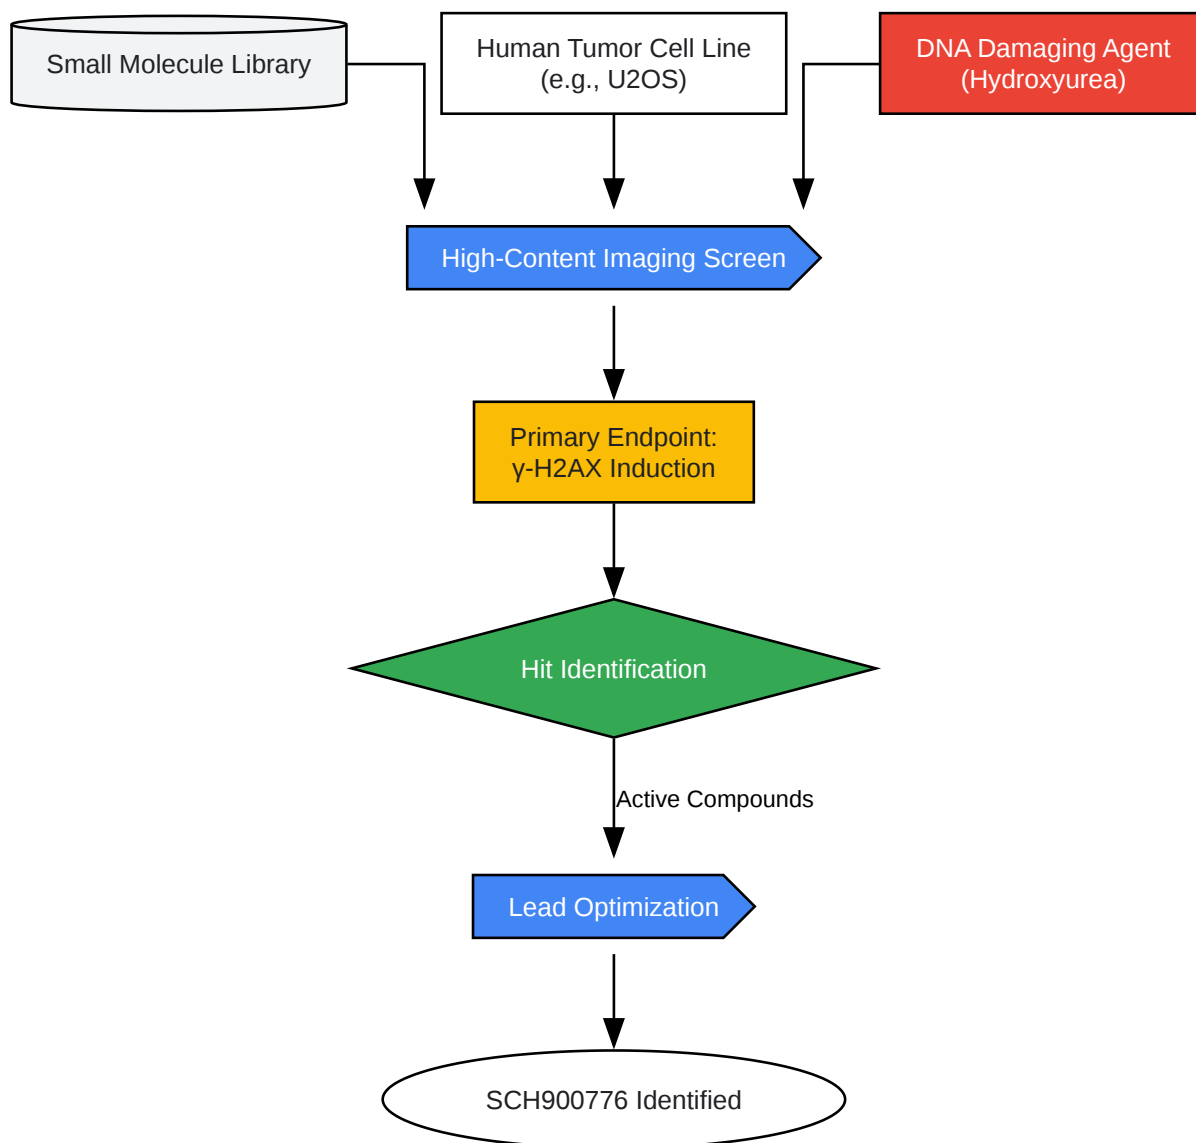 Small Molecule Library
Human Tumor Cell Line
(e.g., U2OS)
DNA Damaging Agent
(Hydroxyurea)
High-Content Imaging Screen
Primary Endpoint:
γ-H2AX Induction
Hit Identification
Active Compounds
Lead Optimization
SCH900776 Identified